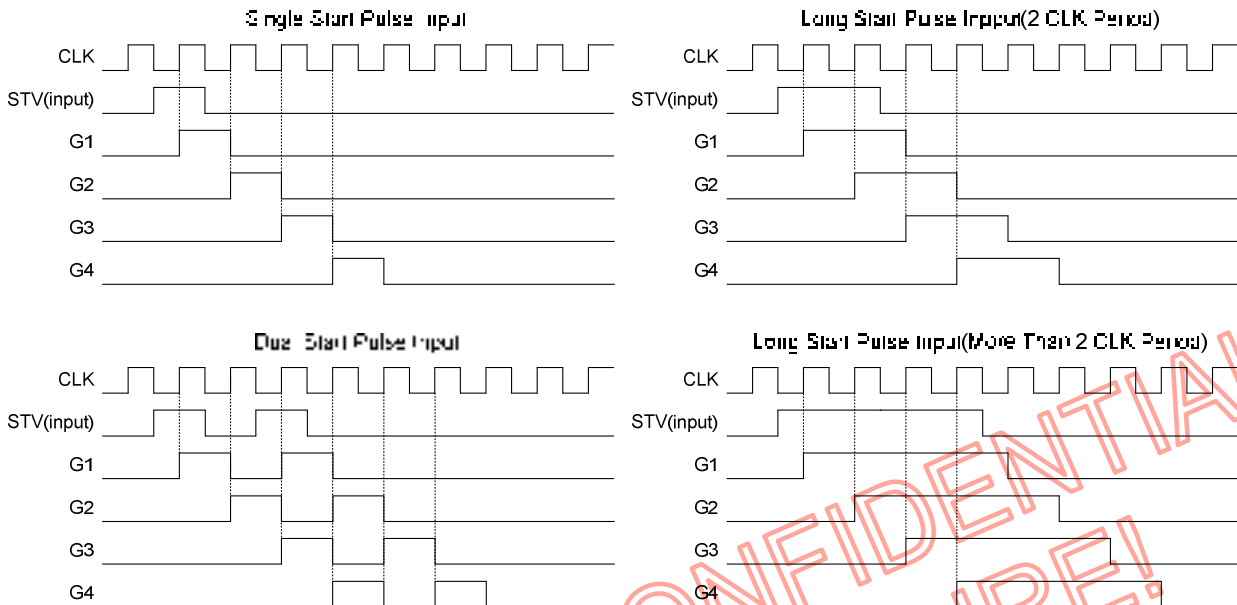 Single Start Pulse Input
CLK
STV(input)
G1
G2
G3
G4
Long Start Pulse Inpput(2 CLK Period)
CLK
STV(input)
G1
G2
G3
G4
Dual Start Pulse Input
CLK
STV(input)
G1
G2
G3
G4
Long Start Pulse Input(More Than 2 CLK Period)
CLK
STV(input)
G1
G2
G3
G4
ONFIDENTIAL